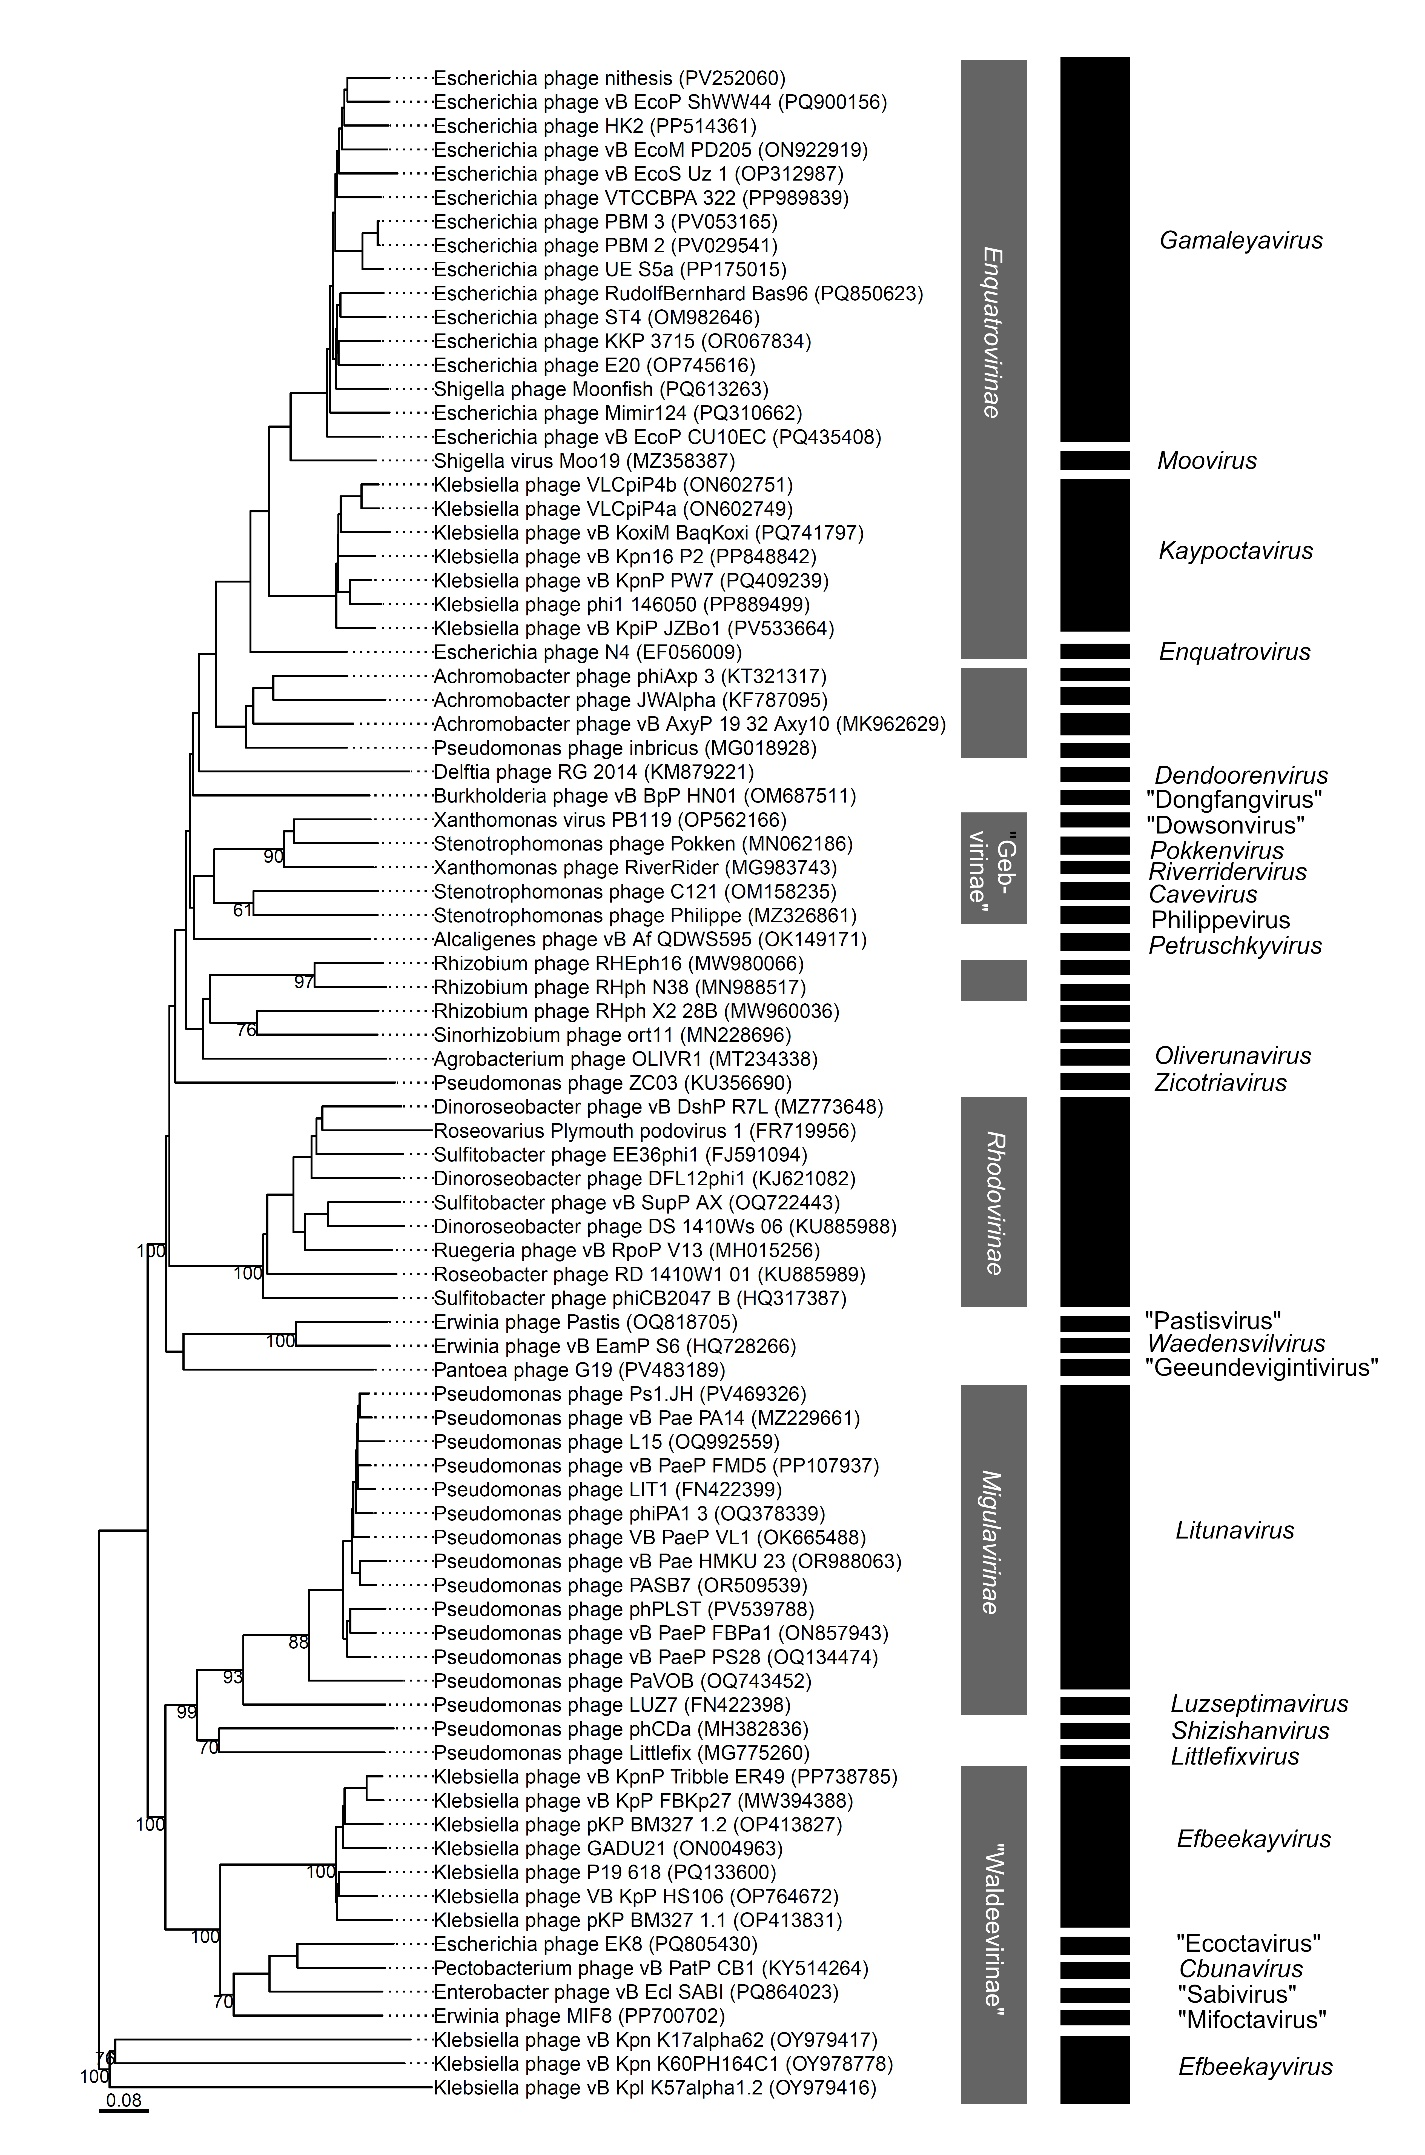 Escherichia phage nithesis (PV252060)
Escherichia phage vB EcoP ShWW44 (PQ900156)
Escherichia phage HK2 (PP514361)
Escherichia phage vB EcoM PD205 (ON922919)
Escherichia phage vB EcoS Uz 1 (OP312987)
Escherichia phage VTCCBPA 322 (PP989839)
Escherichia phage PBM 3 (PV053165)
Escherichia phage PBM 2 (PV029541)
Escherichia phage UE S5a (PP175015)
Escherichia phage RudolfBernhard Bas96 (PQ850623)
Escherichia phage ST4 (OM982646)
Escherichia phage KKP 3715 (OR067834)
Escherichia phage E20 (OP745616)
Shigella phage Moonfish (PQ613263)
Escherichia phage Mimir124 (PQ310662)
Escherichia phage vB EcoP CU10EC (PQ435408)
Shigella virus Moo19 (MZ358387)
Klebsiella phage VLCpiP4b (ON602751)
Klebsiella phage VLCpiP4a (ON602749)
Klebsiella phage vB KoxiM BaqKoxi (PQ741797)
Klebsiella phage vB Kpn16 P2 (PP848842)
Klebsiella phage vB KpnP PW7 (PQ409239)
Klebsiella phage phi1 146050 (PP889499)
Klebsiella phage vB KpiP JZBo1 (PV533664)
Escherichia phage N4 (EF056009)
Achromobacter phage phiAxp 3 (KT321317)
Achromobacter phage JWAlpha (KF787095)
Achromobacter phage vB AxyP 19 32 Axy10 (MK962629)
Pseudomonas phage inbricus (MG018928)
Delftia phage RG 2014 (KM879221)
Burkholderia phage vB BpP HN01 (OM687511)
Xanthomonas virus PB119 (OP562166)
Stenotrophomonas phage Pokken (MN062186)
Xanthomonas phage RiverRider (MG983743)
Stenotrophomonas phage C121 (OM158235)
Stenotrophomonas phage Philippe (MZ326861)
Alcaligenes phage vB Af QDWS595 (OK149171)
Rhizobium phage RHEph16 (MW980066)
Rhizobium phage RHph N38 (MN988517)
Rhizobium phage RHph X2 28B (MW960036)
Sinorhizobium phage ort11 (MN228696)
Agrobacterium phage OLIVR1 (MT234338)
Pseudomonas phage ZC03 (KU356690)
Dinoroseobacter phage vB DshP R7L (MZ773648)
Roseovarius Plymouth podovirus 1 (FR719956)
Sulfitobacter phage EE36phi1 (FJ591094)
Dinoroseobacter phage DFL12phi1 (KJ621082)
Sulfitobacter phage vB SupP AX (OQ722443)
Dinoroseobacter phage DS 1410Ws 06 (KU885988)
Ruegeria phage vB RpoP V13 (MH015256)
Roseobacter phage RD 1410W1 01 (KU885989)
Sulfitobacter phage phiCB2047 B (HQ317387)
Erwinia phage Pastis (OQ818705)
Erwinia phage vB EamP S6 (HQ728266)
Pantoea phage G19 (PV483189)
Pseudomonas phage Ps1.JH (PV469326)
Pseudomonas phage vB Pae PA14 (MZ229661)
Pseudomonas phage L15 (OQ992559)
Pseudomonas phage vB PaeP FMD5 (PP107937)
Pseudomonas phage LIT1 (FN422399)
Pseudomonas phage phiPA1 3 (OQ378339)
Pseudomonas phage VB PaeP VL1 (OK665488)
Pseudomonas phage vB Pae HMKU 23 (OR988063)
Pseudomonas phage PASB7 (OR509539)
Pseudomonas phage phPLST (PV539788)
Pseudomonas phage vB PaeP FBPa1 (ON857943)
Pseudomonas phage vB PaeP PS28 (OQ134474)
Pseudomonas phage PaVOB (OQ743452)
Pseudomonas phage LUZ7 (FN422398)
Pseudomonas phage phCDa (MH382836)
Pseudomonas phage Littlefix (MG775260)
Klebsiella phage vB KpnP Tribble ER49 (PP738785)
Klebsiella phage vB KpP FBKp27 (MW394388)
Klebsiella phage pKP BM327 1.2 (OP413827)
Klebsiella phage GADU21 (ON004963)
Klebsiella phage P19 618 (PQ133600)
Klebsiella phage VB KpP HS106 (OP764672)
Klebsiella phage pKP BM327 1.1 (OP413831)
Escherichia phage EK8 (PQ805430)
Pectobacterium phage vB PatP CB1 (KY514264)
Enterobacter phage vB Ecl SABI (PQ864023)
Erwinia phage MIF8 (PP700702)
Klebsiella phage vB Kpn K17alpha62 (OY979417)
Klebsiella phage vB Kpn K60PH164C1 (OY978778)
Klebsiella phage vB Kpl K57alpha1.2 (OY979416)
90
61
97
76
100
100
100
88
93
99
70
100
100
100
70
76
100
0.08
Enquatrovirinae
"Geb-
virinae"
Rhodovirinae
Migulavirinae
"Waldeevirinae"
Gamaleyavirus
Moovirus
Kaypoctavirus
Enquatrovirus
Dendoorenvirus
"Dongfangvirus"
"Dowsonvirus"
Pokkenvirus
Riverridervirus
Cavevirus
Philippevirus
Petruschkyvirus
Oliverunavirus
Zicotriavirus
"Pastisvirus"
Waedensvilvirus
"Geeundevigintivirus"
Litunavirus
Luzseptimavirus
Shizishanvirus
Littlefixvirus
Efbeekayvirus
"Ecoctavirus"
Cbunavirus
"Sabivirus"
"Mifoctavirus"
Efbeekayvirus